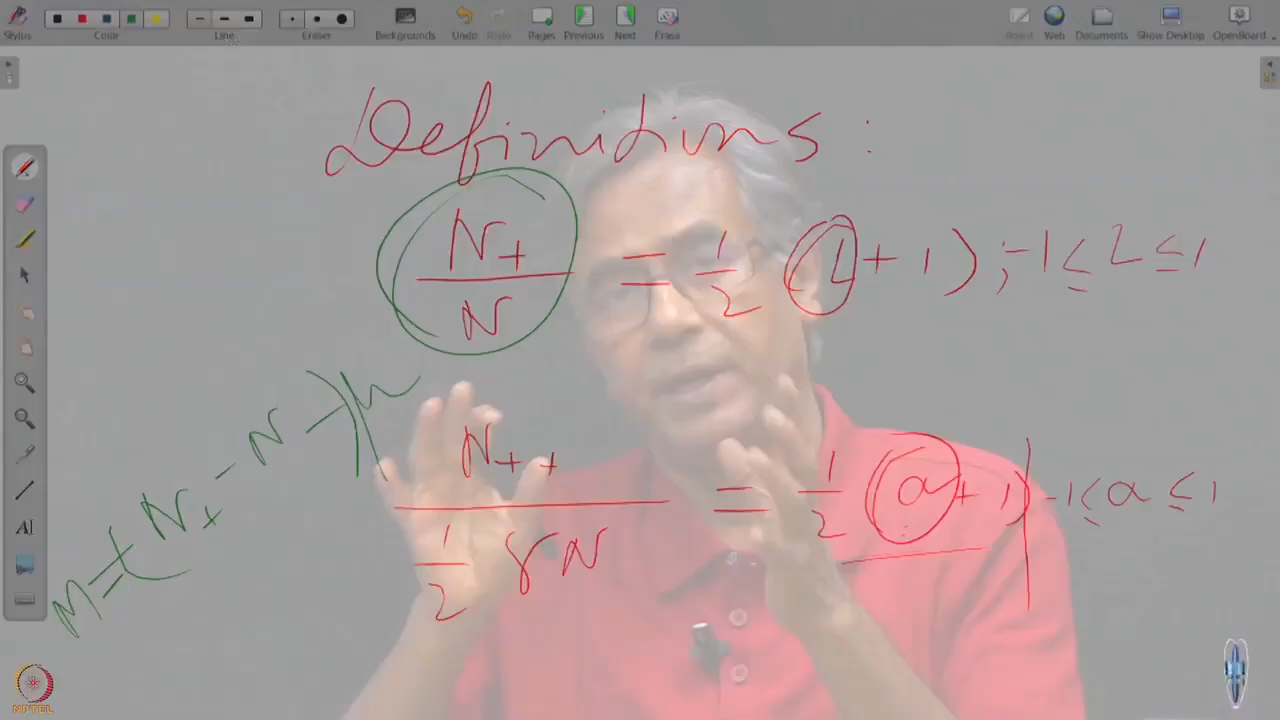 Stylus Color Line Eraser Backgrounds Undo Redo Pages Previous Next Erase Board Web Documents Show Desktop OpenBoard
Definitions :
N₊ / N = 1/2 (L + 1) ; -1 ≤ L ≤ 1
M = (N₊ - N₋) μ
N₊₊ / (1/2 γ N) = 1/2 (a + 1) -1 ≤ a ≤ 1
AI
NPTEL